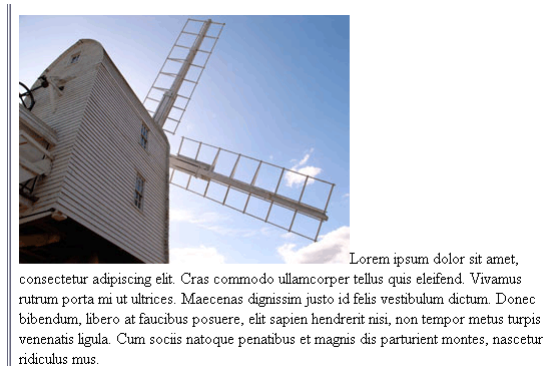 Lorem ipsum dolor sit amet,
consectetur adipiscing elit. Cras commodo ullamcorper tellus quis eleifend. Vivamus
rutrum porta mi ut ultrices. Maecenas dignissim justo id felis vestibulum dictum. Donec
bibendum, libero at faucibus posuere, elit sapien hendrerit nisi, non tempor metus turpis
venenatis ligula. Cum sociis natoque penatibus et magnis dis parturient montes, nascetur
ridiculus mus.